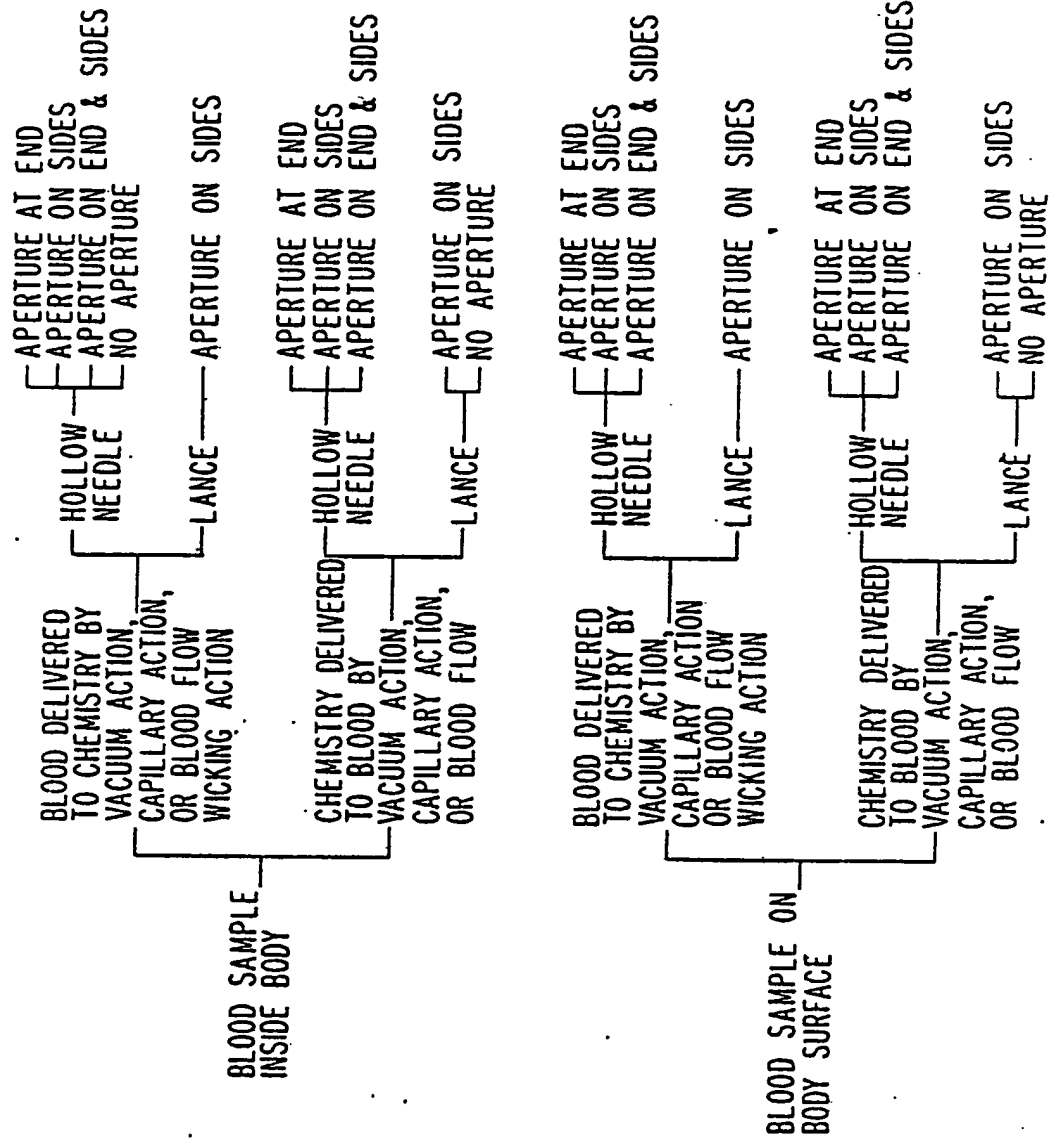 BLOOD SAMPLE
INSIDE BODY
BLOOD DELIVERED
TO CHEMISTRY BY
VACUUM ACTION,
CAPILLARY ACTION,
OR BLOOD FLOW
WICKING ACTION
HOLLOW
NEEDLE
APERTURE AT END
APERTURE ON SIDES
APERTURE ON END & SIDES
NO APERTURE
LANCE
APERTURE ON SIDES
CHEMISTRY DELIVERED
TO BLOOD BY
VACUUM ACTION,
CAPILLARY ACTION,
OR BLOOD FLOW
HOLLOW
NEEDLE
APERTURE AT END
APERTURE ON SIDES
APERTURE ON END & SIDES
LANCE
APERTURE ON SIDES
NO APERTURE
BLOOD SAMPLE ON
BODY SURFACE
BLOOD DELIVERED
TO CHEMISTRY BY
VACUUM ACTION,
CAPILLARY ACTION
OR BLOOD FLOW
WICKING ACTION
HOLLOW
NEEDLE
APERTURE AT END
APERTURE ON SIDES
APERTURE ON END & SIDES
LANCE
APERTURE ON SIDES
CHEMISTRY DELIVERED
TO BLOOD BY
VACUUM ACTION,
CAPILLARY ACTION,
OR BLOOD FLOW
HOLLOW
NEEDLE
APERTURE AT END
APERTURE ON SIDES
APERTURE ON END & SIDES
LANCE
APERTURE ON SIDES
NO APERTURE